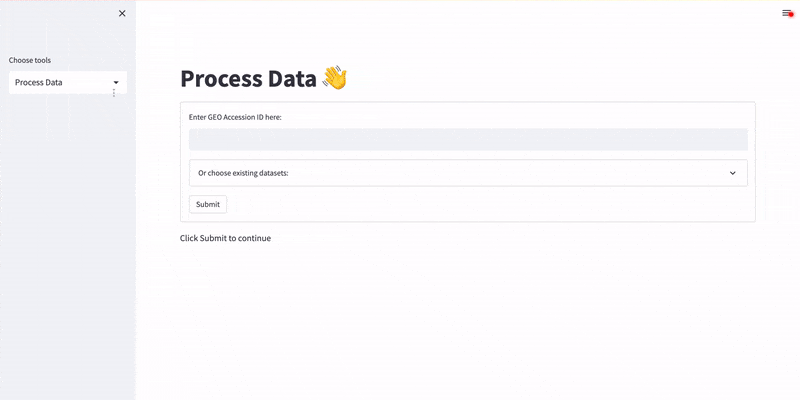 Choose tools
Process Data
Process Data 👋
Enter GEO Accession ID here:
Or choose existing datasets:
Submit
Click Submit to continue